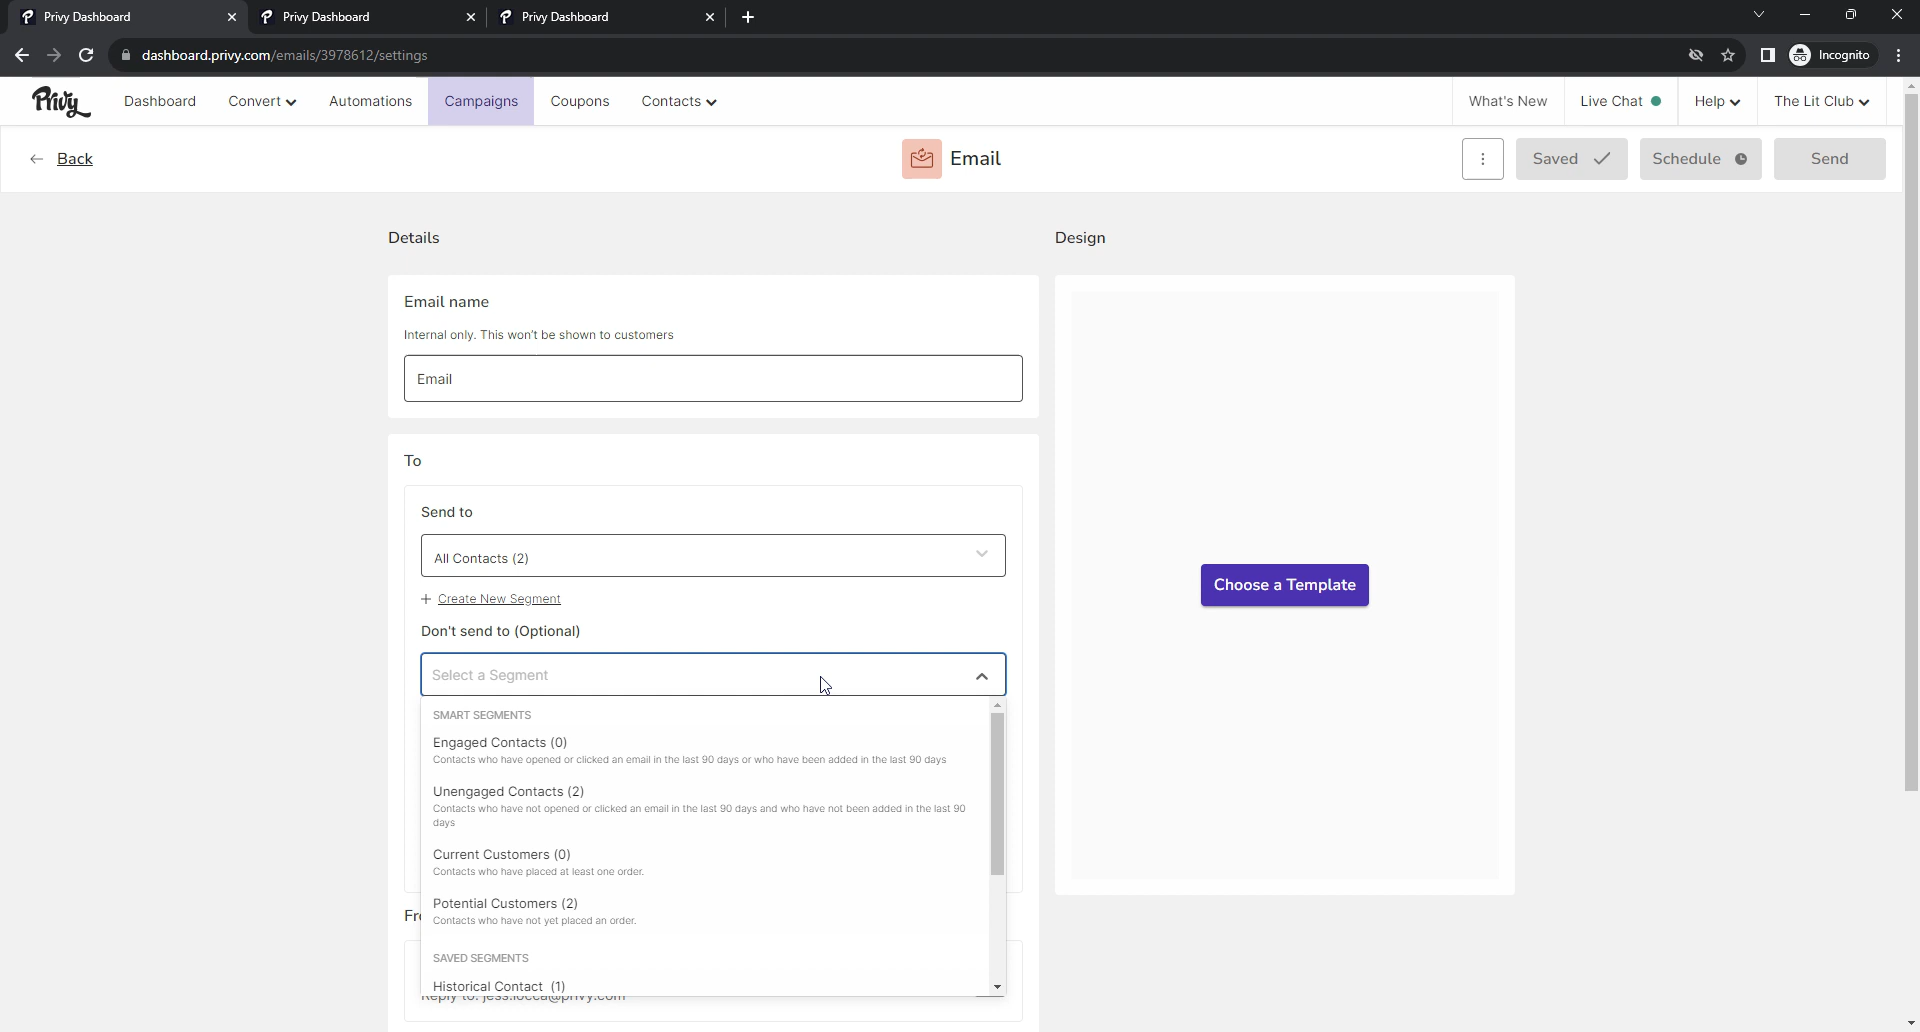 Privy Dashboard
Privy Dashboard
Privy Dashboard
dashboard.privy.com/emails/3978612/settings
Incognito
Privy
Dashboard
Convert
Automations
Campaigns
Coupons
Contacts
What's New
Live Chat
Help
The Lit Club
Back
Email
Saved
Schedule
Send
Details
Design
Email name
Internal only. This won't be shown to customers
Email
To
Send to
All Contacts (2)
+ Create New Segment
Don't send to (Optional)
Select a Segment
SMART SEGMENTS
Engaged Contacts (0)
Contacts who have opened or clicked an email in the last 90 days or who have been added in the last 90 days
Unengaged Contacts (2)
Contacts who have not opened or clicked an email in the last 90 days and who have not been added in the last 90
days
Current Customers (0)
Contacts who have placed at least one order.
Potential Customers (2)
Contacts who have not yet placed an order.
SAVED SEGMENTS
Historical Contact (1)
Choose a Template